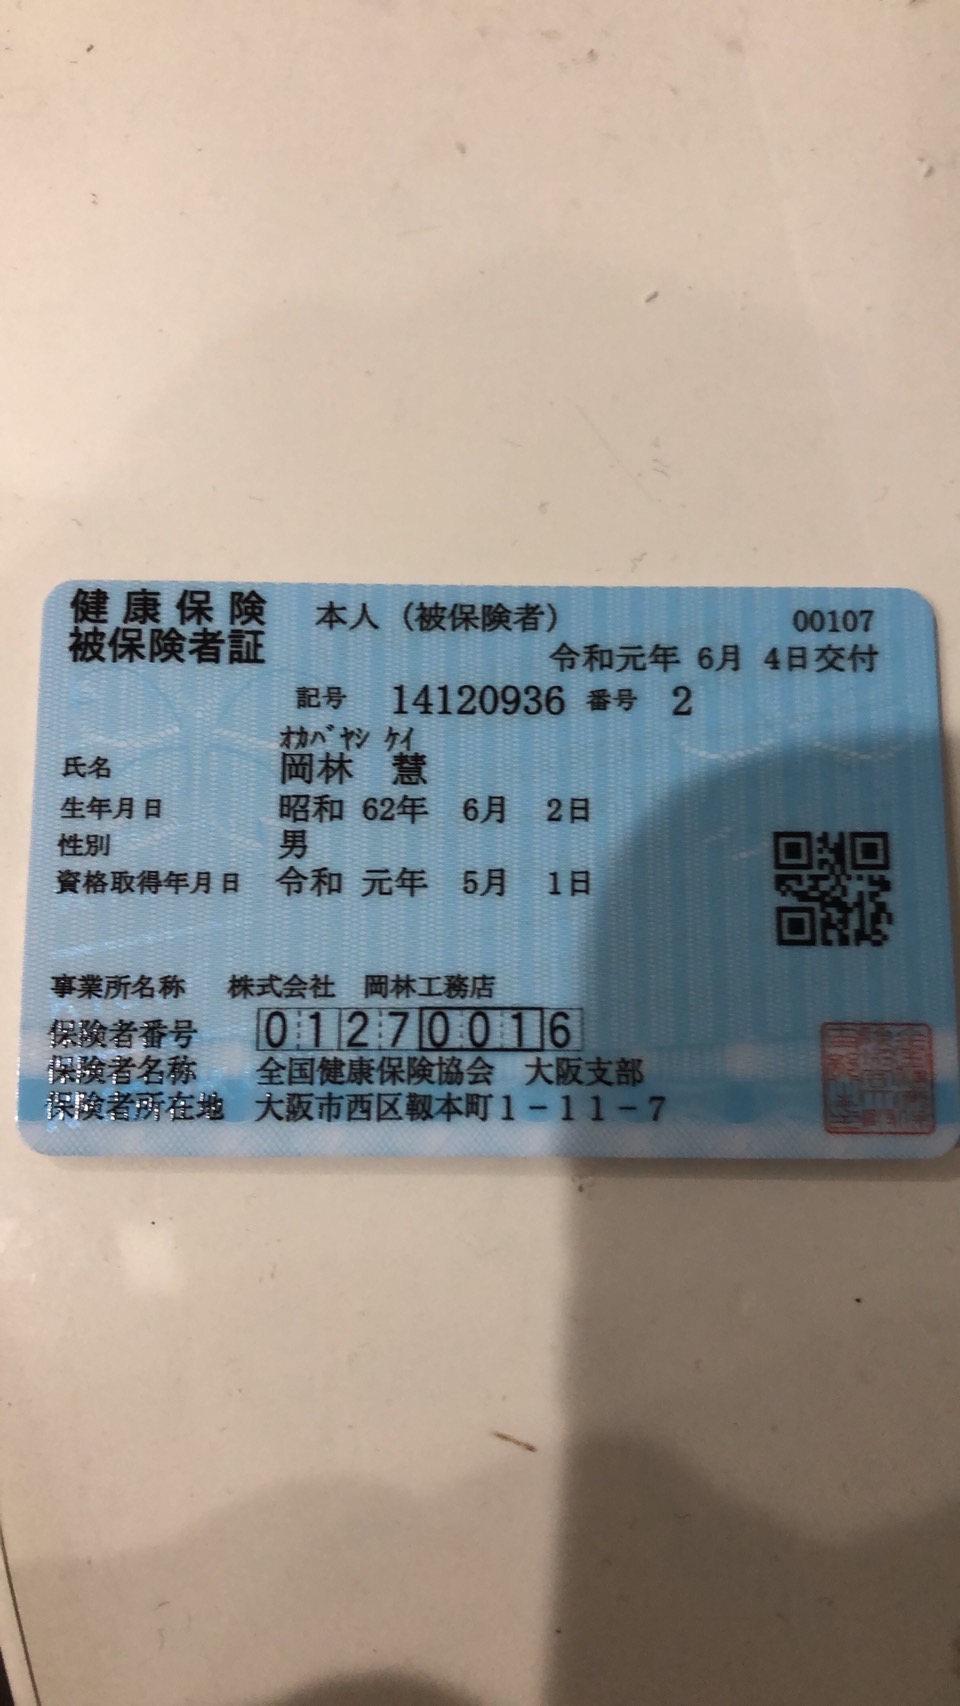 健康保険
被保険者証
本人（被保険者）
00107
令和元年 6月 4日交付
記号 14120936 番号 2
ｵｶﾊﾞﾔｼ ｹｲ
氏名 岡林 慧
生年月日 昭和 62年 6月 2日
性別 男
資格取得年月日 令和 元年 5月 1日
事業所名称 株式会社 岡林工務店
保険者番号 01270016
保険者名称 全国健康保険協会 大阪支部
保険者所在地 大阪市西区靱本町１－１１－７